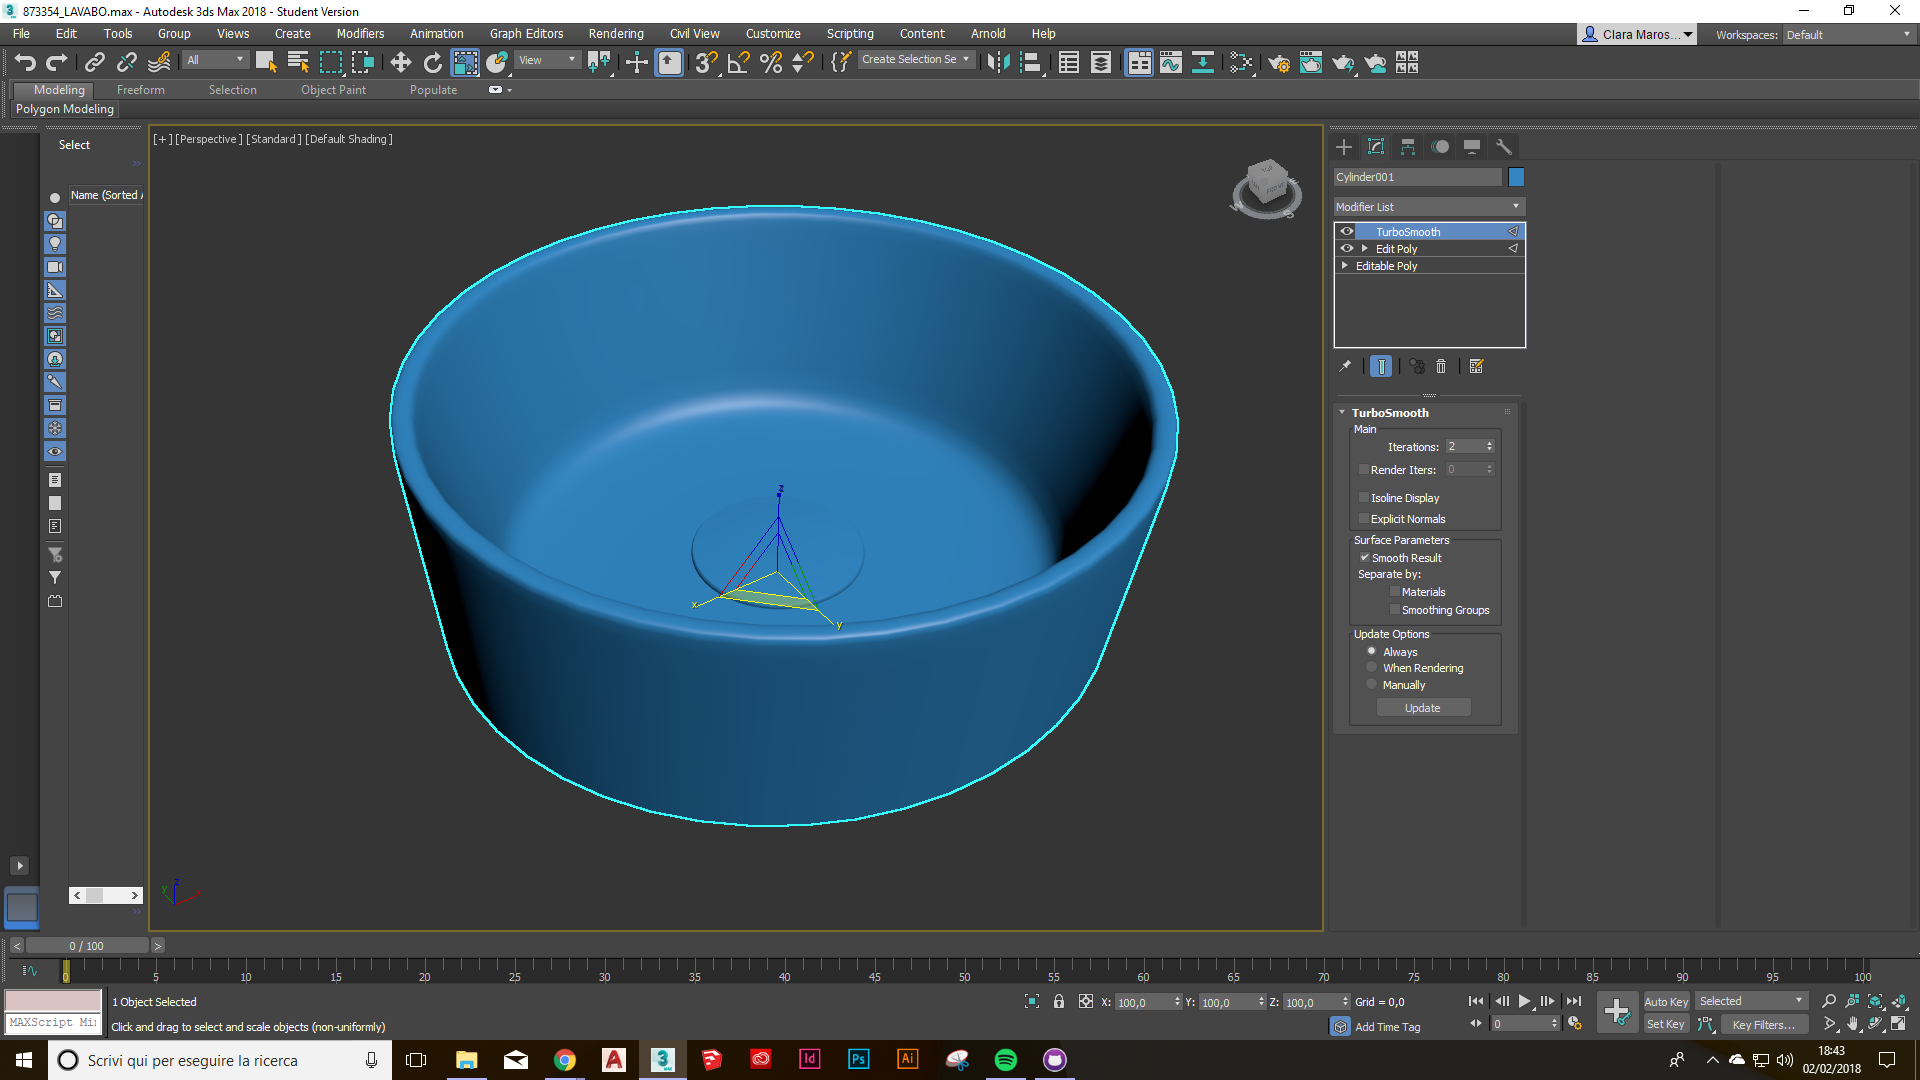 873354_LAVABO.max - Autodesk 3ds Max 2018 - Student Version
File Edit Tools Group Views Create Modifiers Animation Graph Editors Rendering Civil View Customize Scripting Content Arnold Help
Clara Maros... Workspaces: Default
All View Create Selection Se
Modeling Freeform Selection Object Paint Populate
Polygon Modeling
Select
Name (Sorted A
[+] [Perspective] [Standard] [Default Shading]
W S
Cylinder001
Modifier List
TurboSmooth
Edit Poly
Editable Poly
TurboSmooth
Main
Iterations: 2
Render Iters: 0
Isoline Display
Explicit Normals
Surface Parameters
Smooth Result
Separate by:
Materials
Smoothing Groups
Update Options
Always
When Rendering
Manually
Update
z
x
y
y z x
< 0 / 100 >
0 5 10 15 20 25 30 35 40 45 50 55 60 65 70 75 80 85 90 95 100
1 Object Selected
X: 100,0 Y: 100,0 Z: 100,0 Grid = 0,0
Auto Key Selected
MAXScript Mi
Click and drag to select and scale objects (non-uniformly)
Add Time Tag
0
Set Key Key Filters...
Scrivi qui per eseguire la ricerca
18:43
02/02/2018